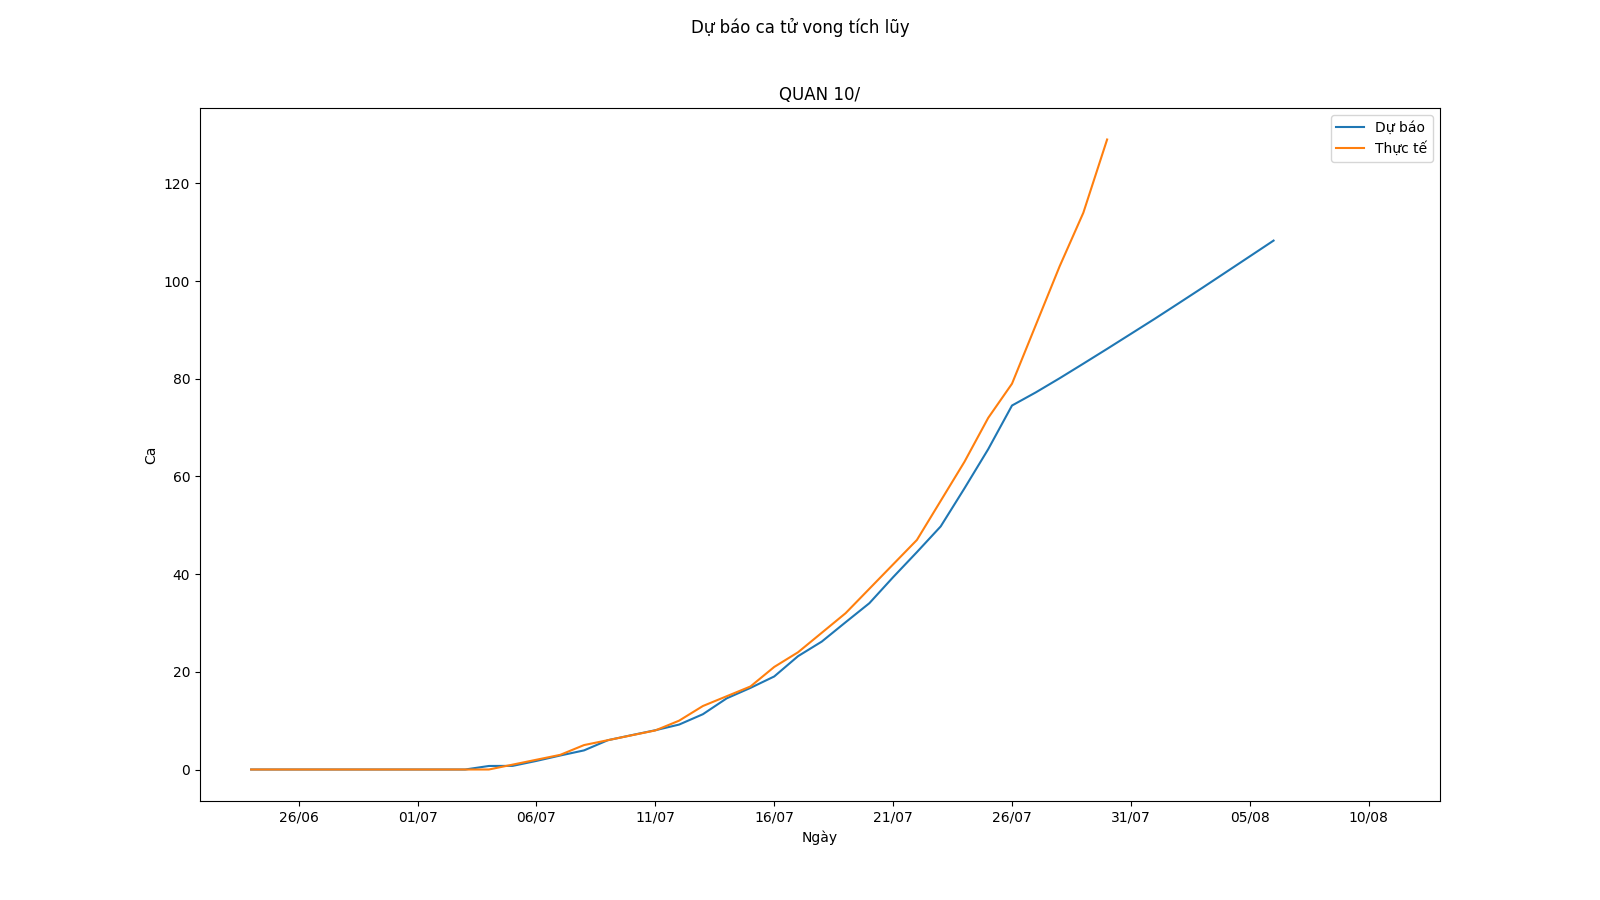 Dự báo ca tử vong tích lũy
QUAN 10/
Dự báo
Thực tế
120
100
80
60
40
20
0
Ca
26/06
01/07
06/07
11/07
16/07
21/07
26/07
31/07
05/08
10/08
Ngày